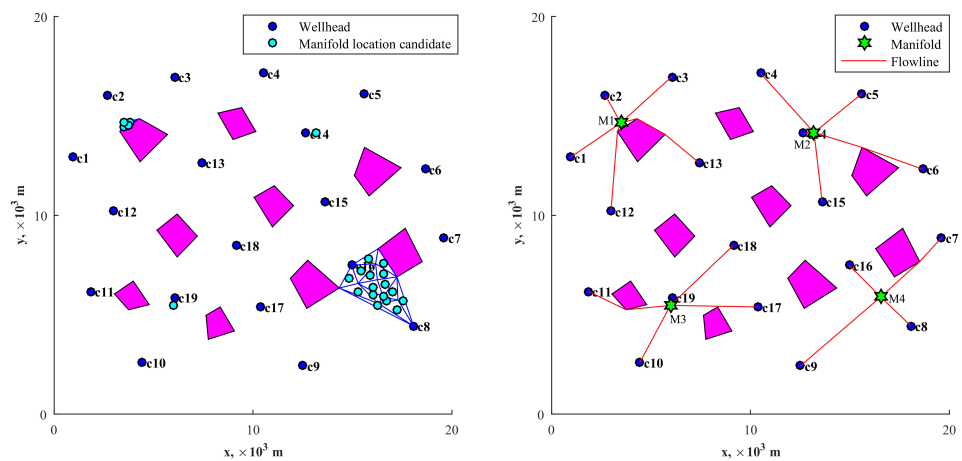 20
10
0
0
10
20
y, ×10³ m
x, ×10³ m
Wellhead
Manifold location candidate
c1
c2
c3
c4
c5
c6
c7
c8
c9
c10
c11
c12
c13
c14
c15
c16
c17
c18
c19
20
10
0
0
10
20
y, ×10³ m
x, ×10³ m
Wellhead
Manifold
Flowline
c1
c2
c3
c4
c5
c6
c7
c8
c9
c10
c11
c12
c13
c15
c16
c17
c18
c19
M1
M2
M3
M4